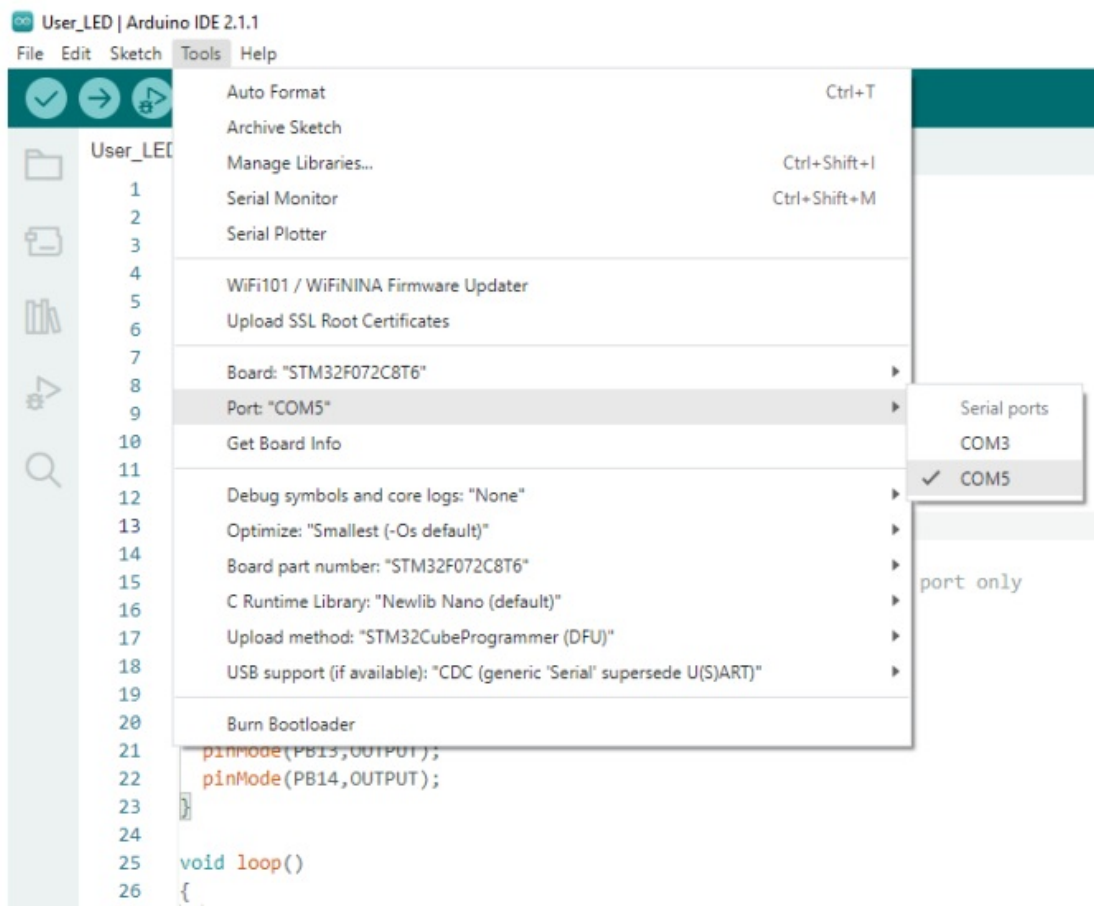 User_LED | Arduino IDE 2.1.1
File Edit Sketch Tools Help
Auto Format Ctrl+T
Archive Sketch
Manage Libraries... Ctrl+Shift+I
Serial Monitor Ctrl+Shift+M
Serial Plotter
WiFi101 / WiFiNINA Firmware Updater
Upload SSL Root Certificates
Board: "STM32F072C8T6"
Port: "COM5"
Get Board Info
Debug symbols and core logs: "None"
Optimize: "Smallest (-Os default)"
Board part number: "STM32F072C8T6"
C Runtime Library: "Newlib Nano (default)"
Upload method: "STM32CubeProgrammer (DFU)"
USB support (if available): "CDC (generic 'Serial' supersede U(S)ART)"
Burn Bootloader
Serial ports
COM3
✓ COM5
User_LED
1
2
3
4
5
6
7
8
9
10
11
12
13
14
15 port only
16
17
18
19
20
21 pinMode(PB13,OUTPUT);
22 pinMode(PB14,OUTPUT);
23 }
24
25 void loop()
26 {